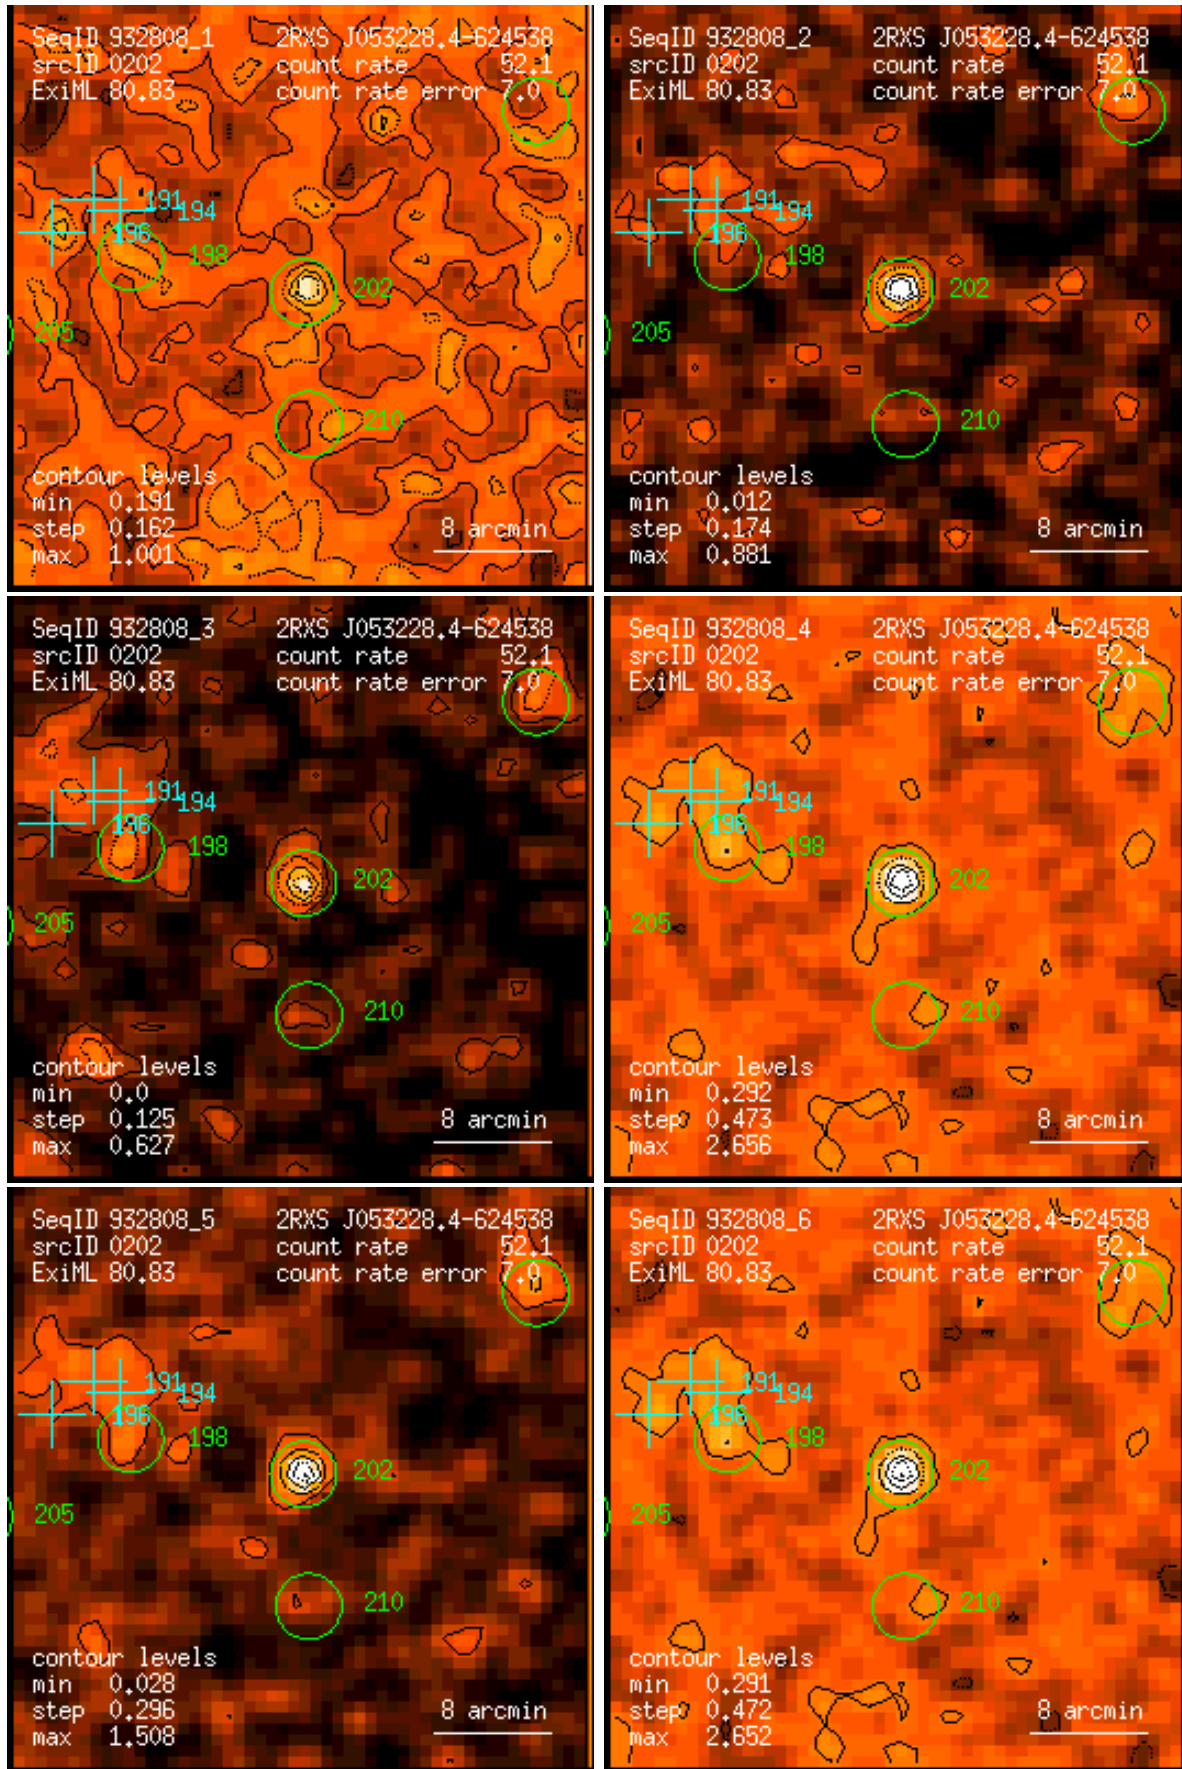 SeqID 932808_1 2RXS J053228.4-624538
srcID 0202 count rate 52.1
ExiML 80.83 count rate error 7.0
191
194
196
198
202
205
210
contour levels
min 0.191
step 0.162
max 1.001
8 arcmin
SeqID 932808_2 2RXS J053228.4-624538
srcID 0202 count rate 52.1
ExiML 80.83 count rate error 7.0
191
194
196
198
202
205
210
contour levels
min 0.012
step 0.174
max 0.881
8 arcmin
SeqID 932808_3 2RXS J053228.4-624538
srcID 0202 count rate 52.1
ExiML 80.83 count rate error 7.0
191
194
196
198
202
205
210
contour levels
min 0.0
step 0.125
max 0.627
8 arcmin
SeqID 932808_4 2RXS J053228.4-624538
srcID 0202 count rate 52.1
ExiML 80.83 count rate error 7.0
191
194
196
198
202
205
210
contour levels
min 0.292
step 0.473
max 2.656
8 arcmin
SeqID 932808_5 2RXS J053228.4-624538
srcID 0202 count rate 52.1
ExiML 80.83 count rate error 7.0
191
194
196
198
202
205
210
contour levels
min 0.028
step 0.296
max 1.508
8 arcmin
SeqID 932808_6 2RXS J053228.4-624538
srcID 0202 count rate 52.1
ExiML 80.83 count rate error 7.0
191
194
196
198
202
205
210
contour levels
min 0.291
step 0.472
max 2.652
8 arcmin